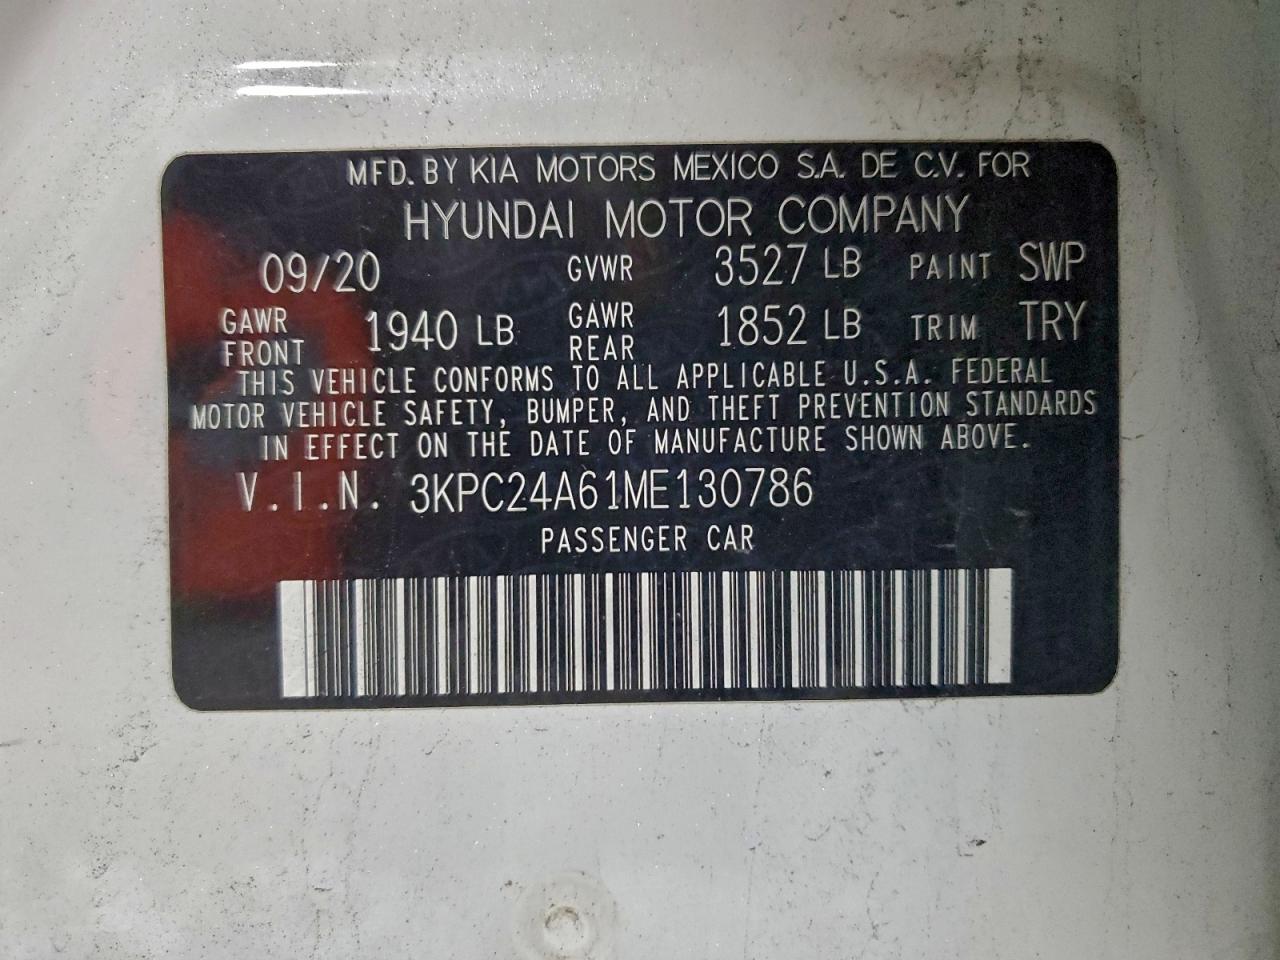 MFD. BY KIA MOTORS MEXICO S.A. DE C.V. FOR
HYUNDAI MOTOR COMPANY
09/20 GVWR 3527 LB PAINT SWP
GAWR FRONT 1940 LB GAWR REAR 1852 LB TRIM TRY
THIS VEHICLE CONFORMS TO ALL APPLICABLE U.S.A. FEDERAL
MOTOR VEHICLE SAFETY, BUMPER, AND THEFT PREVENTION STANDARDS
IN EFFECT ON THE DATE OF MANUFACTURE SHOWN ABOVE.
V.I.N. 3KPC24A61ME130786
PASSENGER CAR